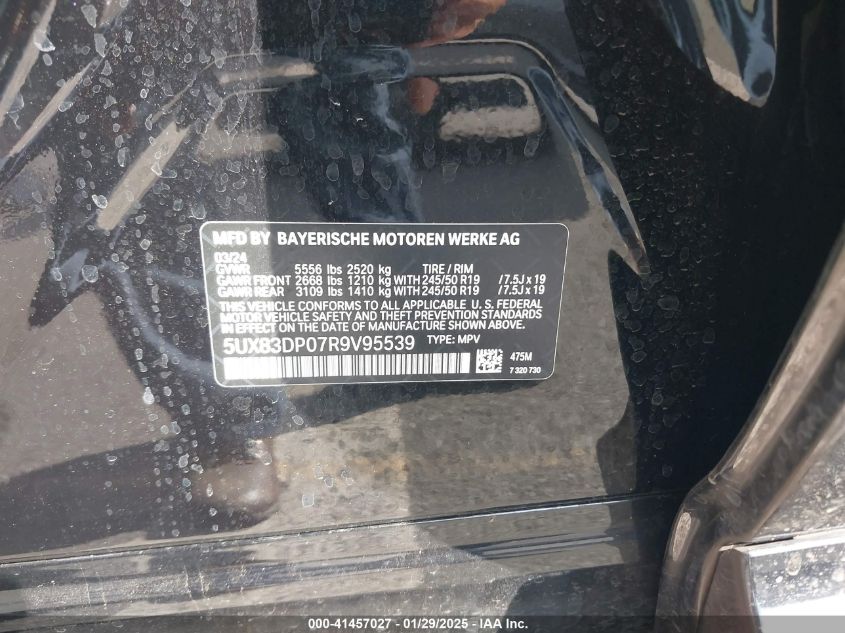 MFD BY BAYERISCHE MOTOREN WERKE AG
03/24
GVWR 5556 lbs 2520 kg TIRE / RIM
GAWR FRONT 2668 lbs 1210 kg WITH 245/50 R19 /7.5J x 19
GAWR REAR 3109 lbs 1410 kg WITH 245/50 R19 /7.5J x 19
THIS VEHICLE CONFORMS TO ALL APPLICABLE U. S. FEDERAL
MOTOR VEHICLE SAFETY AND THEFT PREVENTION STANDARDS
IN EFFECT ON THE DATE OF MANUFACTURE SHOWN ABOVE.
5UX83DP07R9V95539 TYPE: MPV
475M
7 320 730
000-41457027 - 01/29/2025 - IAA Inc.